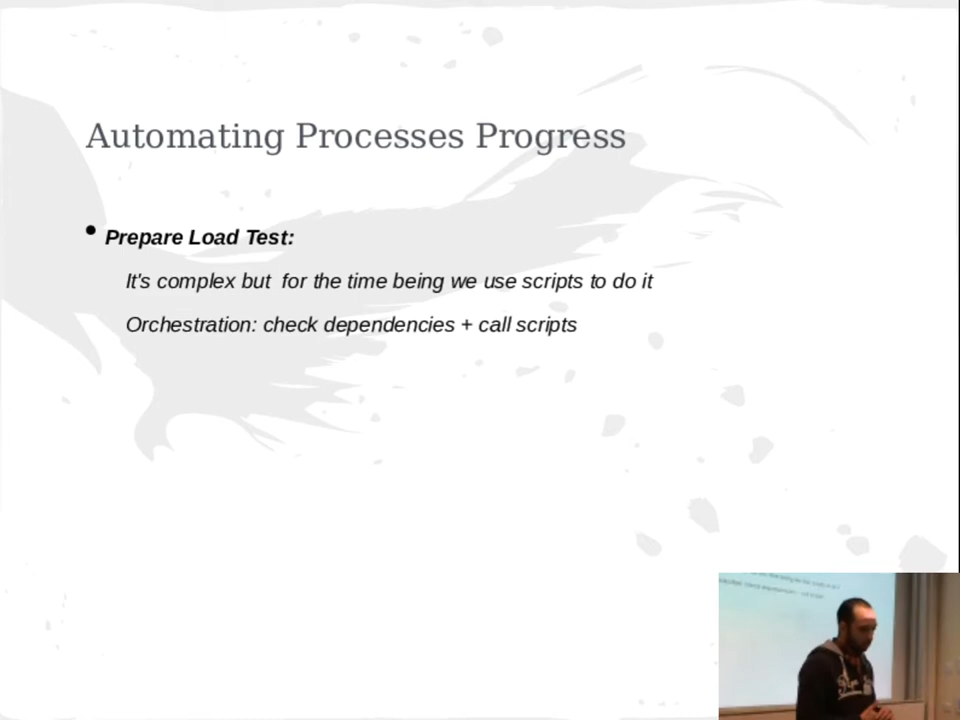 Automating Processes Progress
Prepare Load Test:
It's complex but  for the time being we use scripts to do it
Orchestration: check dependencies + call scripts